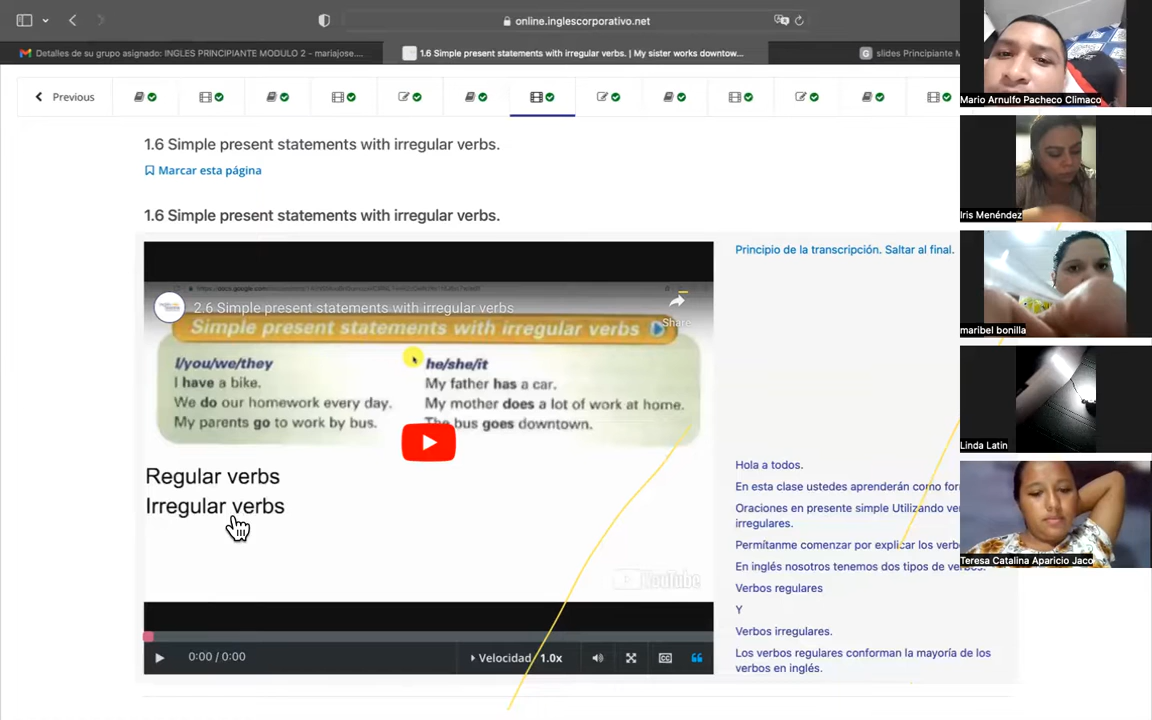 online.inglescorporativo.net
Detalles de su grupo asignado: INGLES PRINCIPIANTE MODULO 2 - mariajose....
1.6 Simple present statements with irregular verbs. | My sister works downtow...
slides Principiante M
Previous
1.6 Simple present statements with irregular verbs.
Marcar esta página
1.6 Simple present statements with irregular verbs.
2.6 Simple present statements with irregular verbs
Share
Simple present statements with irregular verbs
I/you/we/they
I have a bike.
We do our homework every day.
My parents go to work by bus.
he/she/it
My father has a car.
My mother does a lot of work at home.
The bus goes downtown.
Regular verbs
Irregular verbs
YouTube
0:00 / 0:00
Velocidad 1.0x
Principio de la transcripción. Saltar al final.
Hola a todos.
En esta clase ustedes aprenderán como for
Oraciones en presente simple Utilizando ve
irregulares.
Permítanme comenzar por explicar los verb
En inglés nosotros tenemos dos tipos de verbos.
Verbos regulares
Y
Verbos irregulares.
Los verbos regulares conforman la mayoría de los
verbos en inglés.
Mario Arnulfo Pacheco Climaco
Iris Menéndez
maribel bonilla
Linda Latin
Teresa Catalina Aparicio Jaco